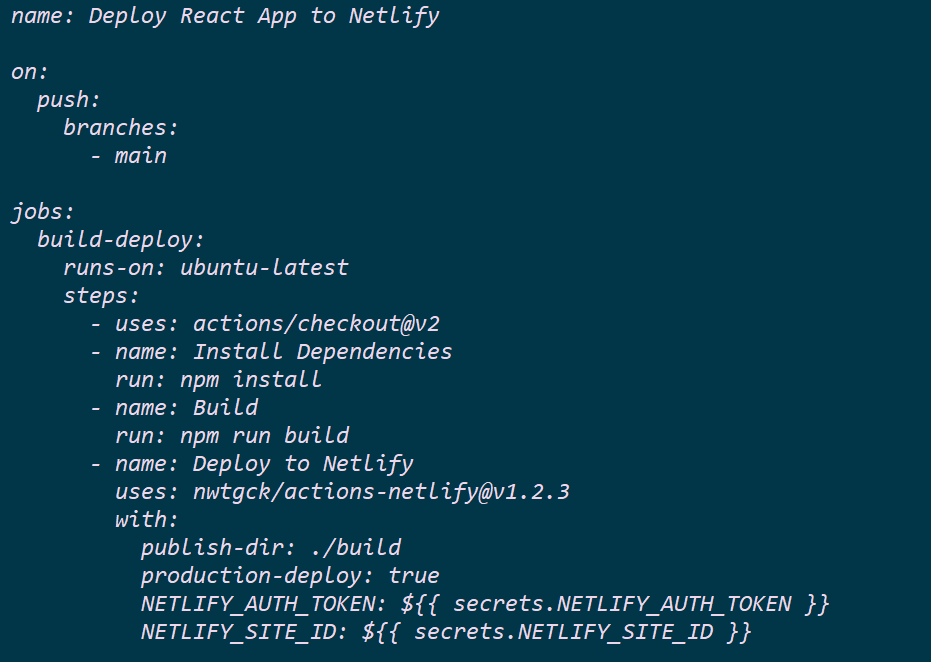 name: Deploy React App to Netlify

on:
  push:
    branches:
      - main

jobs:
  build-deploy:
    runs-on: ubuntu-latest
    steps:
      - uses: actions/checkout@v2
      - name: Install Dependencies
        run: npm install
      - name: Build
        run: npm run build
      - name: Deploy to Netlify
        uses: nwtgck/actions-netlify@v1.2.3
        with:
          publish-dir: ./build
          production-deploy: true
          NETLIFY_AUTH_TOKEN: ${{ secrets.NETLIFY_AUTH_TOKEN }}
          NETLIFY_SITE_ID: ${{ secrets.NETLIFY_SITE_ID }}